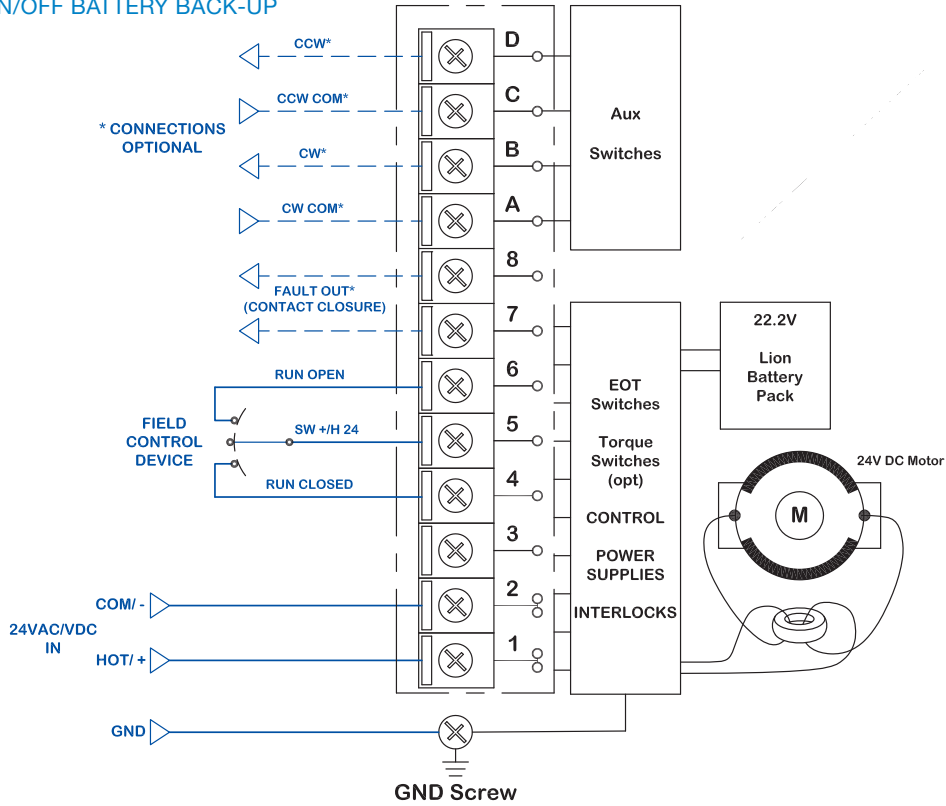 N/OFF BATTERY BACK-UP
CCW*
D
CCW COM*
C
* CONNECTIONS
OPTIONAL
CW*
B
CW COM*
A
Aux
Switches
8
FAULT OUT*
(CONTACT CLOSURE)
7
RUN OPEN
6
FIELD
CONTROL
DEVICE
SW +/H 24
5
RUN CLOSED
4
3
COM/ -
2
24VAC/VDC
IN
HOT/ +
1
GND
GND Screw
EOT
Switches
Torque
Switches
(opt)
CONTROL
POWER
SUPPLIES
INTERLOCKS
22.2V
Lion
Battery
Pack
24V DC Motor
M